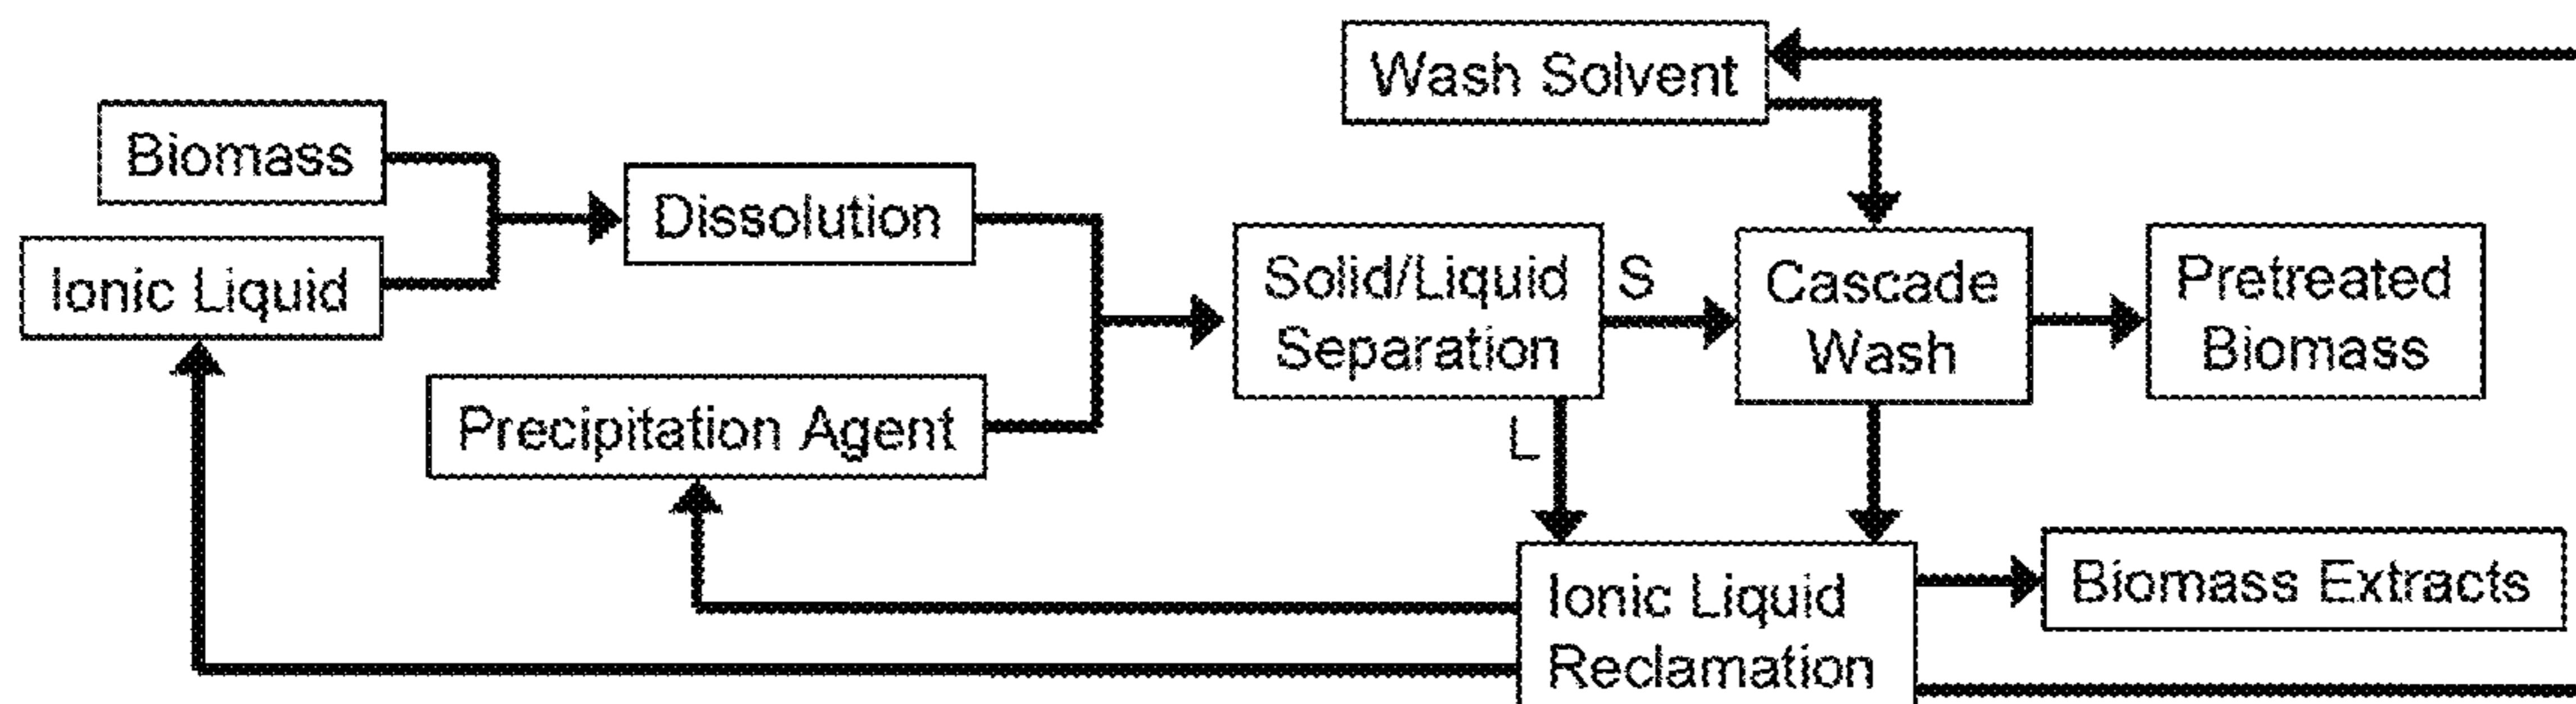 Wash Solvent
Biomass
Dissolution
Ionic Liquid
Solid/Liquid
Separation
S
Cascade
Wash
Pretreated
Biomass
Precipitation Agent
L
Ionic Liquid
Reclamation
Biomass Extracts